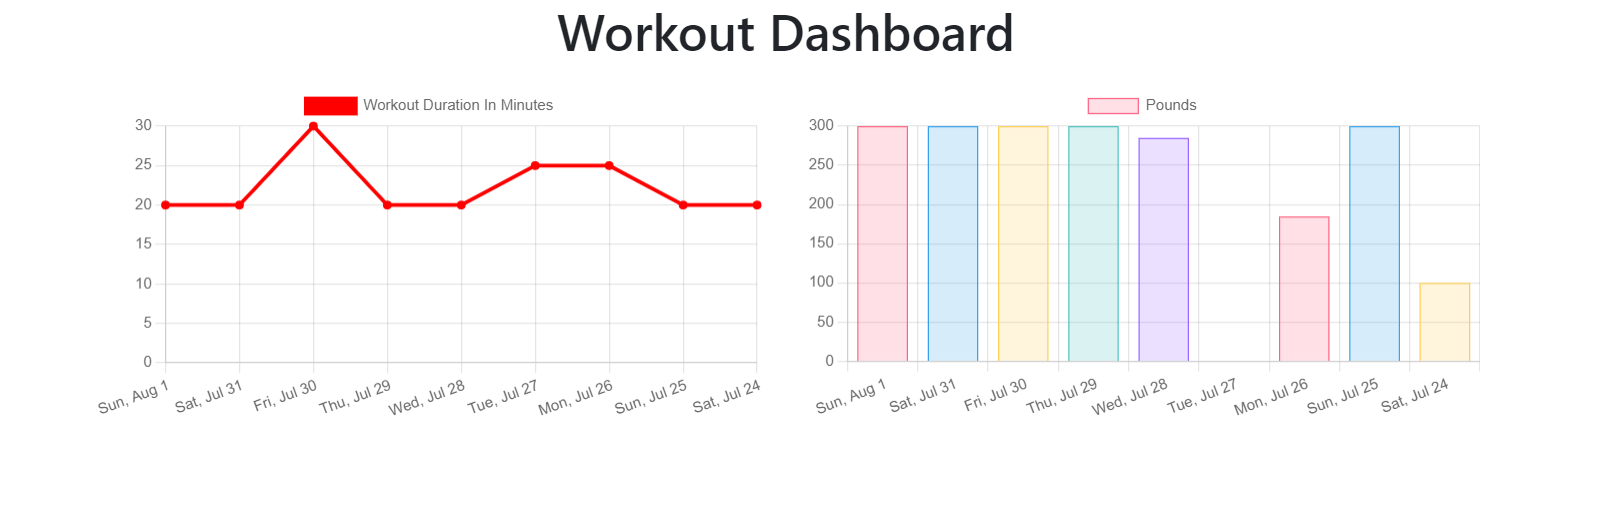 Workout Dashboard
Workout Duration In Minutes
30
25
20
15
10
5
0
Sun, Aug 1
Sat, Jul 31
Fri, Jul 30
Thu, Jul 29
Wed, Jul 28
Tue, Jul 27
Mon, Jul 26
Sun, Jul 25
Sat, Jul 24
Pounds
300
250
200
150
100
50
0
Sun, Aug 1
Sat, Jul 31
Fri, Jul 30
Thu, Jul 29
Wed, Jul 28
Tue, Jul 27
Mon, Jul 26
Sun, Jul 25
Sat, Jul 24